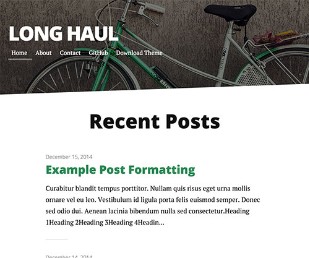 LONG HAUL
Home About Contact GitHub Download Theme
Recent Posts
December 15, 2014
Example Post Formatting
Curabitur blandit tempus porttitor. Nullam quis risus eget urna mollis
ornare vel eu leo. Vestibulum id ligula porta felis euismod semper. Donec
sed odio dui. Aenean lacinia bibendum nulla sed consectetur.Heading
1Heading 2Heading 3Heading 4Headin...
December 14, 2014